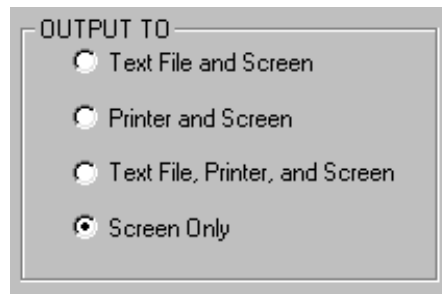 OUTPUT TO
Text File and Screen
Printer and Screen
Text File, Printer, and Screen
Screen Only